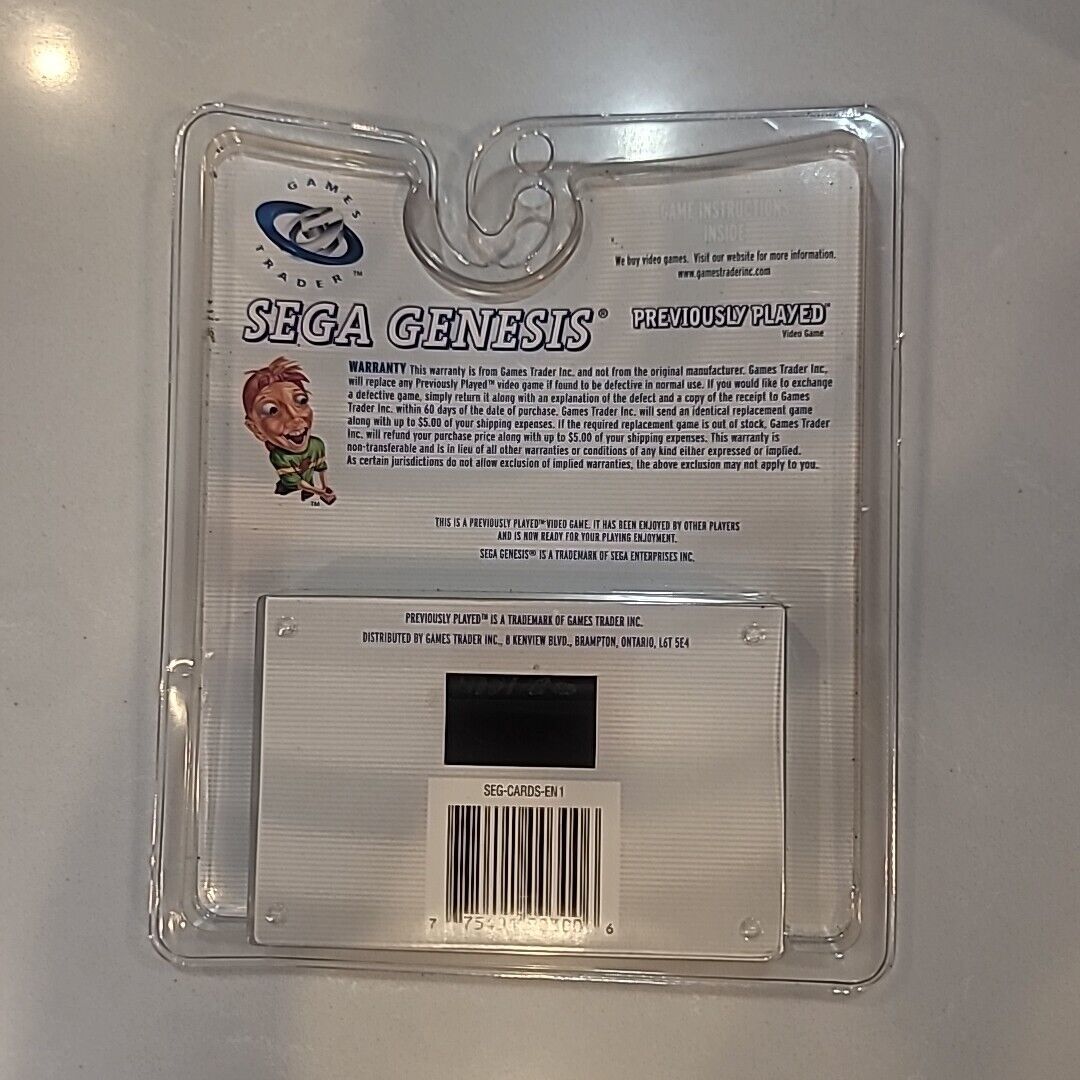 GAMES TRADER™
GAME INSTRUCTIONS
INSIDE
We buy video games. Visit our website for more information.
www.gamestraderinc.com
SEGA GENESIS®
PREVIOUSLY PLAYED™
Video Game
WARRANTY This warranty is from Games Trader Inc. and not from the original manufacturer. Games Trader Inc.
will replace any Previously Played™ video game if found to be defective in normal use. If you would like to exchange
a defective game, simply return it along with an explanation of the defect and a copy of the receipt to Games
Trader Inc. within 60 days of the date of purchase. Games Trader Inc. will send an identical replacement game
along with up to $5.00 of your shipping expenses. If the required replacement game is out of stock, Games Trader
Inc. will refund your purchase price along with up to $5.00 of your shipping expenses. This warranty is
non-transferable and is in lieu of all other warranties or conditions of any kind either expressed or implied.
As certain jurisdictions do not allow exclusion of implied warranties, the above exclusion may not apply to you.
TM
THIS IS A PREVIOUSLY PLAYED™ VIDEO GAME. IT HAS BEEN ENJOYED BY OTHER PLAYERS
AND IS NOW READY FOR YOUR PLAYING ENJOYMENT.
SEGA GENESIS® IS A TRADEMARK OF SEGA ENTERPRISES INC.
PREVIOUSLY PLAYED™ IS A TRADEMARK OF GAMES TRADER INC.
DISTRIBUTED BY GAMES TRADER INC., 8 KENVIEW BLVD., BRAMPTON, ONTARIO, L6T 5E4
SEG-CARDS-EN1
7 6